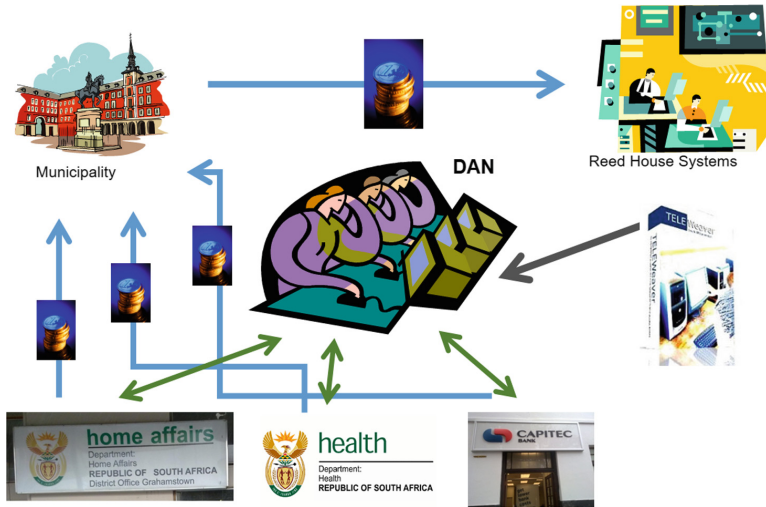 Municipality
Reed House Systems
DAN
TELEWeaver
TELEWeaver
home affairs
Department:
Home Affairs
REPUBLIC OF SOUTH AFRICA
District Office Grahamstown
health
Department:
Health
REPUBLIC OF SOUTH AFRICA
CAPITEC
BANK